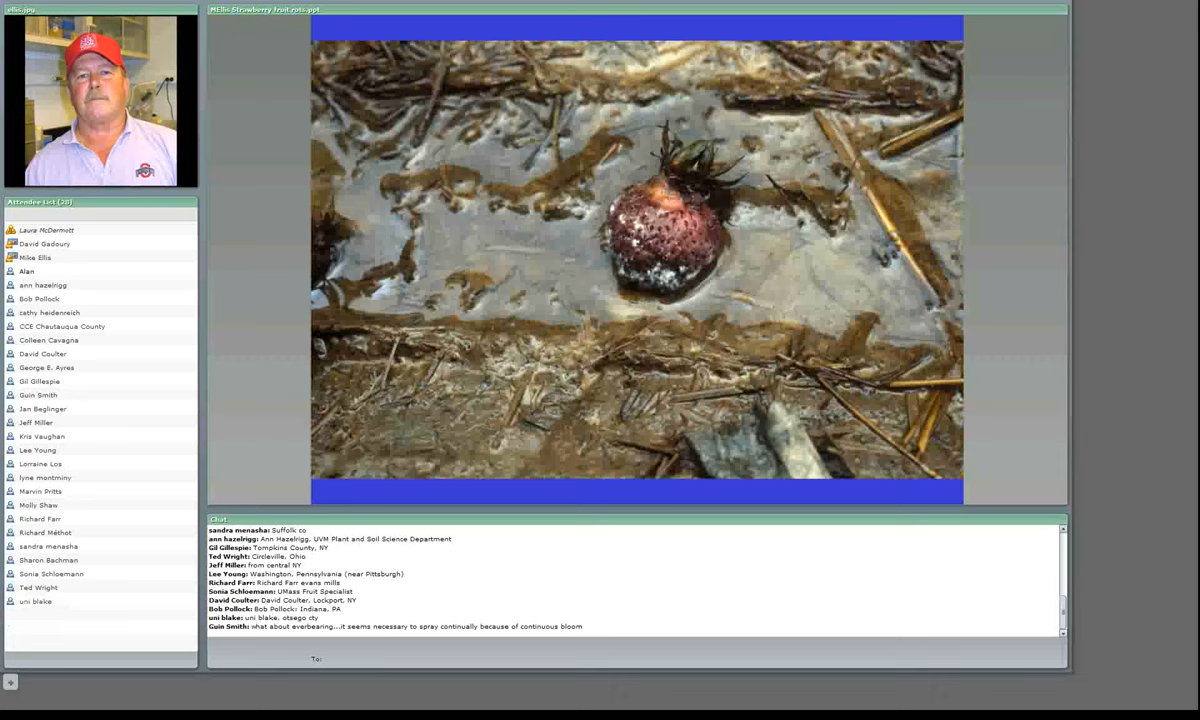 ellis.jpg
MEllis Strawberry fruit rots.ppt
Attendee List (28)
Laura McDermott
David Gadoury
Mike Ellis
Alan
ann hazelrigg
Bob Pollock
cathy heidenreich
CCE Chautauqua County
Colleen Cavagna
David Coulter
George E. Ayres
Gil Gillespie
Guin Smith
Jan Beglinger
Jeff Miller
Kris Vaughan
Lee Young
Lorraine Los
lyne montminy
Marvin Pritts
Molly Shaw
Richard Farr
Richard Méthot
sandra menasha
Sharon Bachman
Sonia Schloemann
Ted Wright
uni blake
Chat
sandra menasha: Suffolk co
ann hazelrigg: Ann Hazelrigg, UVM Plant and Soil Science Department
Gil Gillespie: Tompkins County, NY
Ted Wright: Circleville, Ohio
Jeff Miller: from central NY
Lee Young: Washington, Pennsylvania (near Pittsburgh)
Richard Farr: Richard Farr evans mills
Sonia Schloemann: UMass Fruit Specialist
David Coulter: David Coulter, Lockport, NY
Bob Pollock: Bob Pollock: Indiana, PA
uni blake: uni blake, otsego cty
Guin Smith: what about everbearing...it seems necessary to spray continually because of continuous bloom
To: